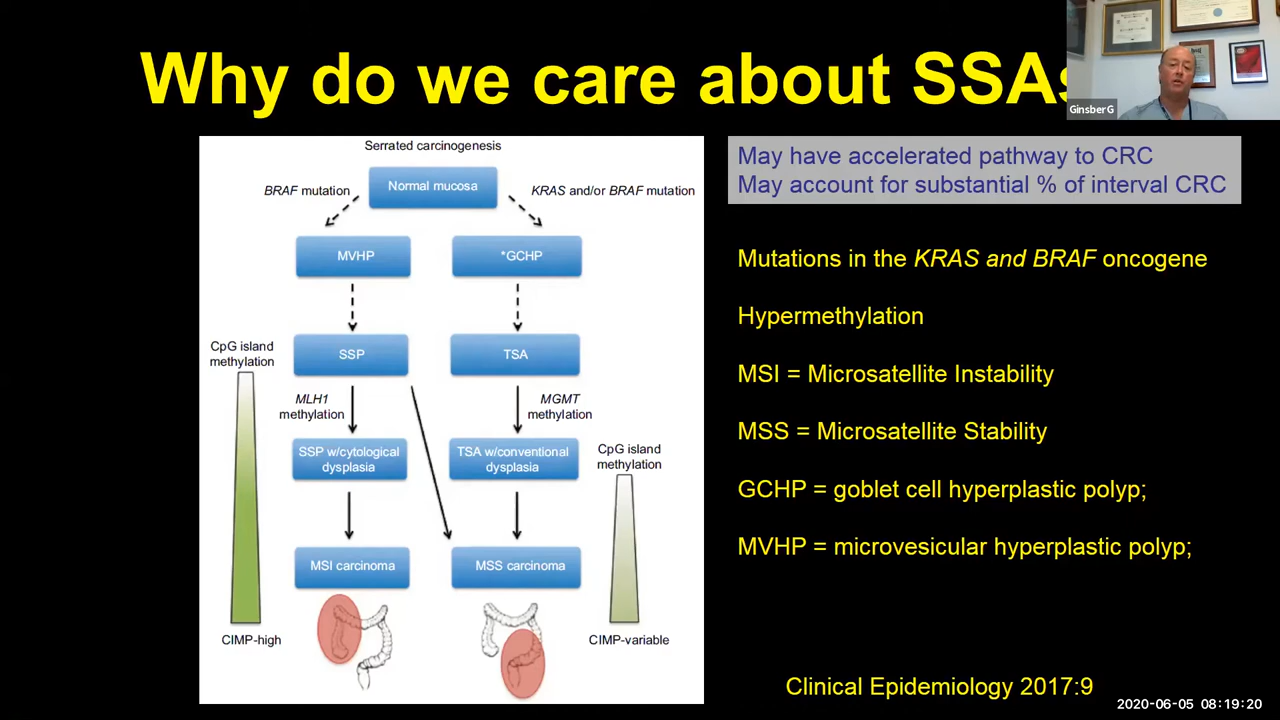 Why do we care about SSAs
GinsberG
Serrated carcinogenesis
BRAF mutation
Normal mucosa
KRAS and/or BRAF mutation
MVHP
*GCHP
CpG island
methylation
SSP
TSA
MLH1
methylation
MGMT
methylation
SSP w/cytological
dysplasia
TSA w/conventional
dysplasia
CpG island
methylation
MSI carcinoma
MSS carcinoma
CIMP-high
CIMP-variable
May have accelerated pathway to CRC
May account for substantial % of interval CRC
Mutations in the KRAS and BRAF oncogene
Hypermethylation
MSI = Microsatellite Instability
MSS = Microsatellite Stability
GCHP = goblet cell hyperplastic polyp;
MVHP = microvesicular hyperplastic polyp;
Clinical Epidemiology 2017:9
2020-06-05 08:19:20